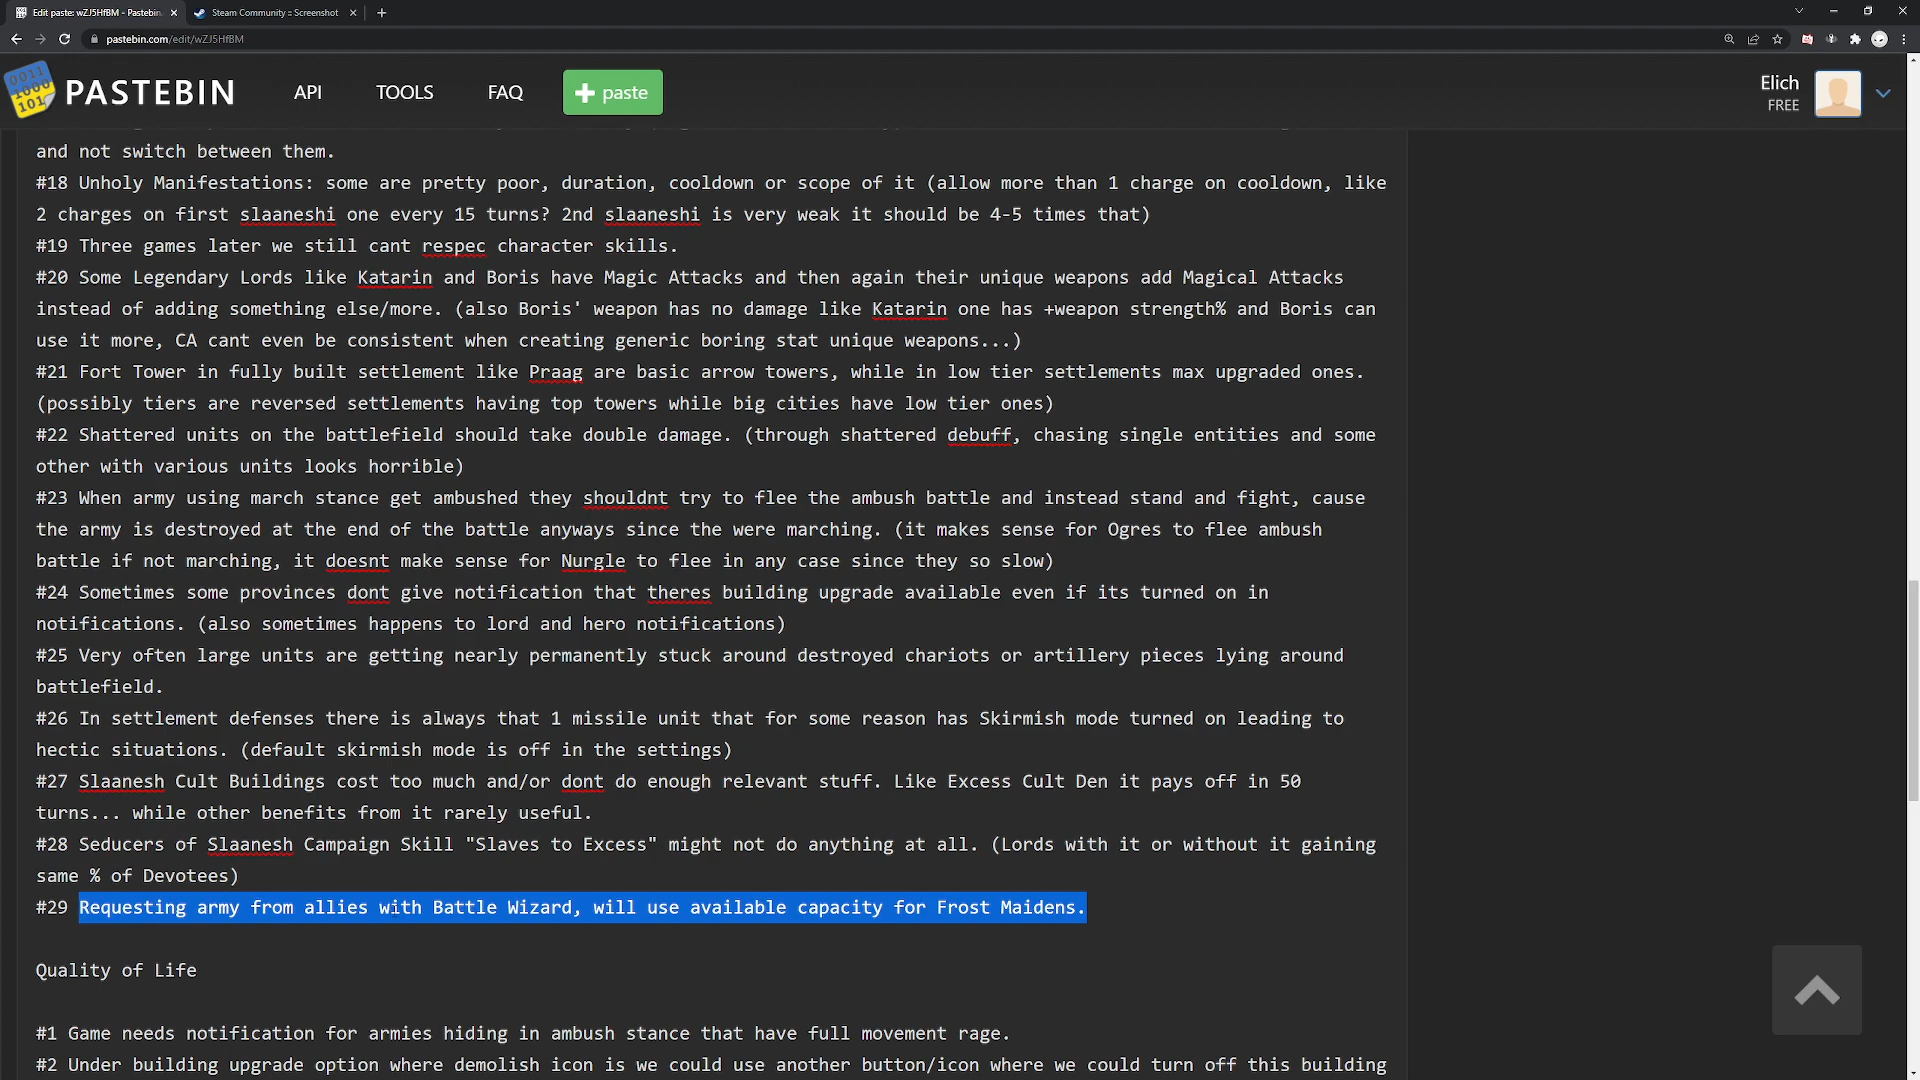 Edit paste: wZJ5HfBM - Pastebin.
Steam Community :: Screenshot
pastebin.com/edit/wZJ5HfBM
PASTEBIN
API
TOOLS
FAQ
paste
Elich
FREE
and not switch between them.
#18 Unholy Manifestations: some are pretty poor, duration, cooldown or scope of it (allow more than 1 charge on cooldown, like
2 charges on first slaaneshi one every 15 turns? 2nd slaaneshi is very weak it should be 4-5 times that)
#19 Three games later we still cant respec character skills.
#20 Some Legendary Lords like Katarin and Boris have Magic Attacks and then again their unique weapons add Magical Attacks
instead of adding something else/more. (also Boris' weapon has no damage like Katarin one has +weapon strength% and Boris can
use it more, CA cant even be consistent when creating generic boring stat unique weapons...)
#21 Fort Tower in fully built settlement like Praag are basic arrow towers, while in low tier settlements max upgraded ones.
(possibly tiers are reversed settlements having top towers while big cities have low tier ones)
#22 Shattered units on the battlefield should take double damage. (through shattered debuff, chasing single entities and some
other with various units looks horrible)
#23 When army using march stance get ambushed they shouldnt try to flee the ambush battle and instead stand and fight, cause
the army is destroyed at the end of the battle anyways since the were marching. (it makes sense for Ogres to flee ambush
battle if not marching, it doesnt make sense for Nurgle to flee in any case since they so slow)
#24 Sometimes some provinces dont give notification that theres building upgrade available even if its turned on in
notifications. (also sometimes happens to lord and hero notifications)
#25 Very often large units are getting nearly permanently stuck around destroyed chariots or artillery pieces lying around
battlefield.
#26 In settlement defenses there is always that 1 missile unit that for some reason has Skirmish mode turned on leading to
hectic situations. (default skirmish mode is off in the settings)
#27 Slaanesh Cult Buildings cost too much and/or dont do enough relevant stuff. Like Excess Cult Den it pays off in 50
turns... while other benefits from it rarely useful.
#28 Seducers of Slaanesh Campaign Skill "Slaves to Excess" might not do anything at all. (Lords with it or without it gaining
same % of Devotees)
#29 Requesting army from allies with Battle Wizard, will use available capacity for Frost Maidens.
Quality of Life
#1 Game needs notification for armies hiding in ambush stance that have full movement rage.
#2 Under building upgrade option where demolish icon is we could use another button/icon where we could turn off this building